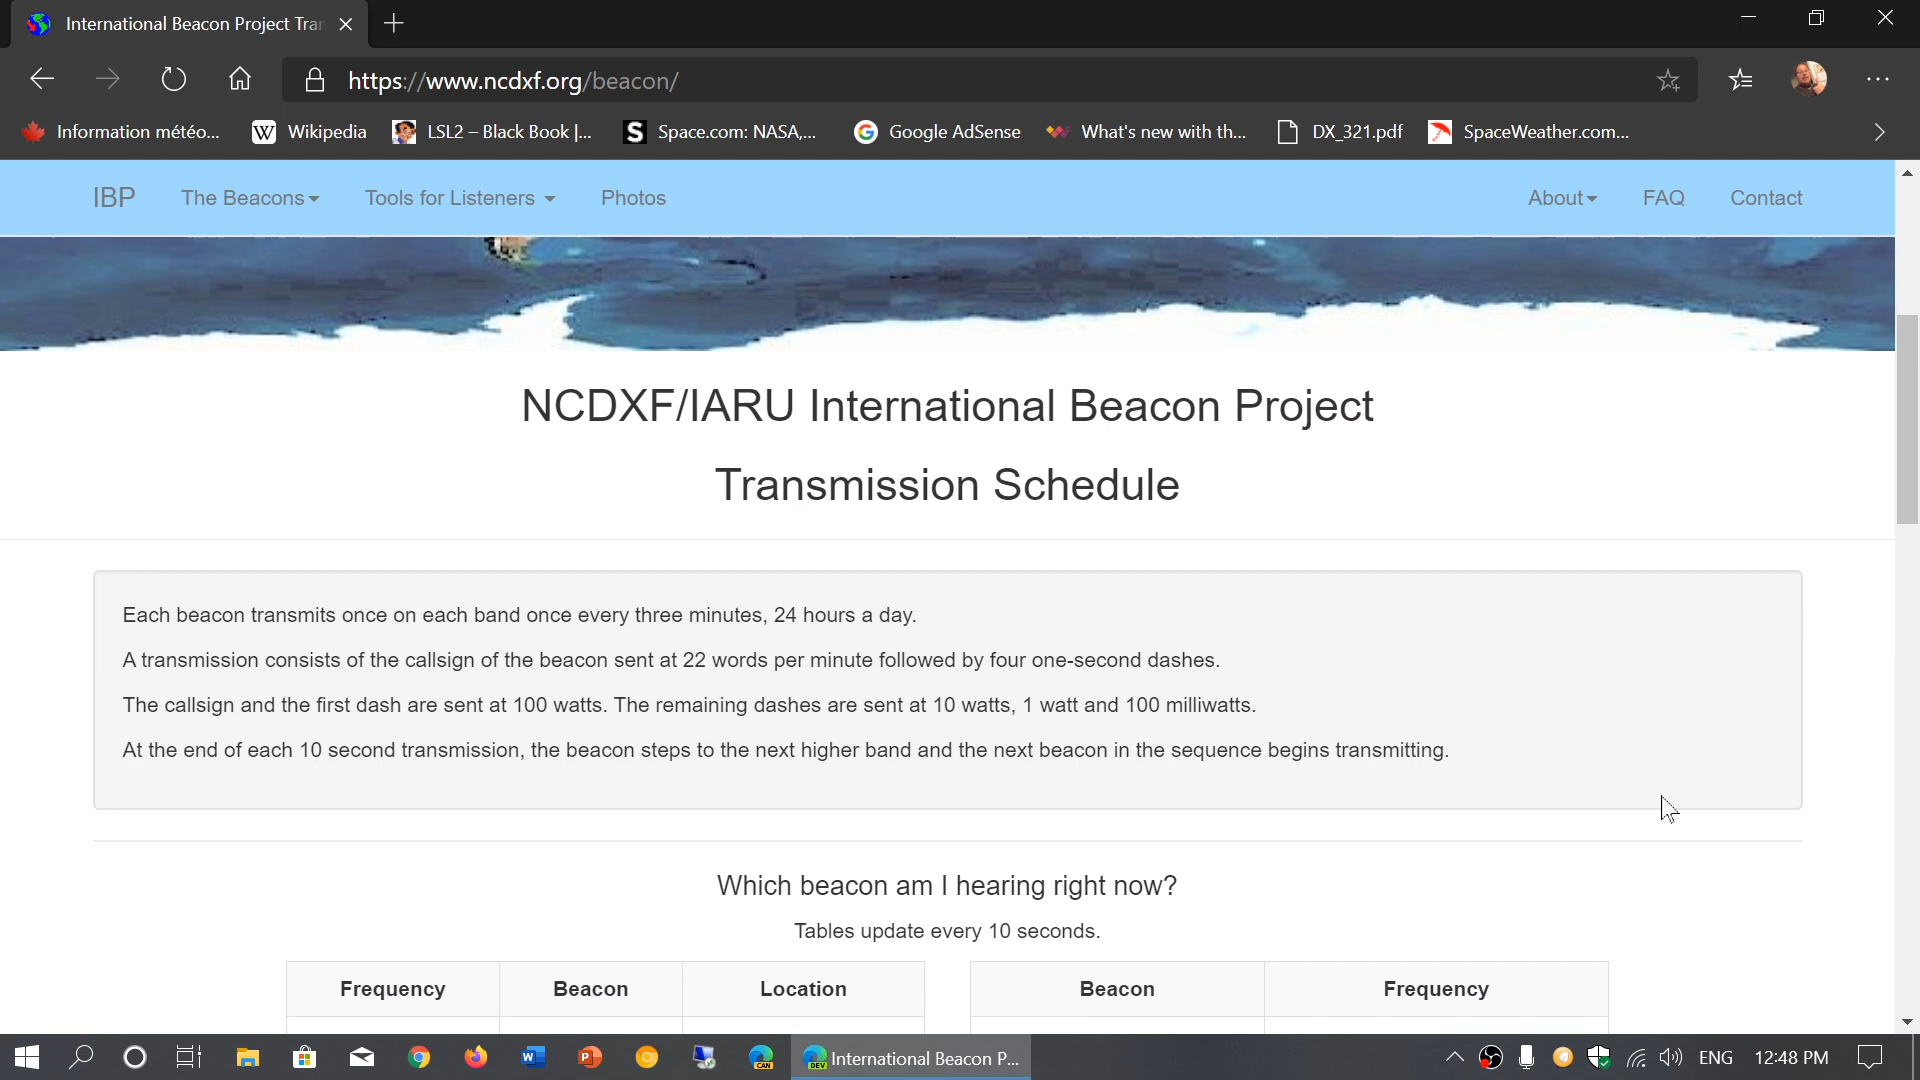 International Beacon Project Tra
https://www.ncdxf.org/beacon/
Information météo...
Wikipedia
LSL2 – Black Book |...
Space.com: NASA,...
Google AdSense
What's new with th...
DX_321.pdf
SpaceWeather.com...
IBP
The Beacons
Tools for Listeners
Photos
About
FAQ
Contact
NCDXF/IARU International Beacon Project
Transmission Schedule
Each beacon transmits once on each band once every three minutes, 24 hours a day.
A transmission consists of the callsign of the beacon sent at 22 words per minute followed by four one-second dashes.
The callsign and the first dash are sent at 100 watts. The remaining dashes are sent at 10 watts, 1 watt and 100 milliwatts.
At the end of each 10 second transmission, the beacon steps to the next higher band and the next beacon in the sequence begins transmitting.
Which beacon am I hearing right now?
Tables update every 10 seconds.
Frequency Beacon Location
Beacon Frequency
CAN
DEV
International Beacon P...
ENG
12:48 PM